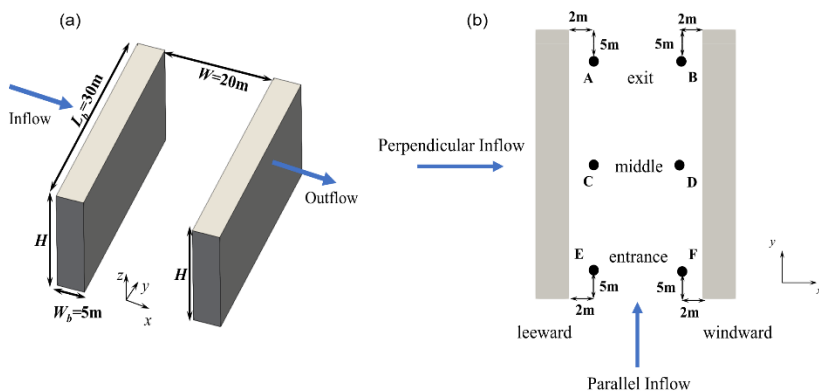 (a)
W=20m
Inflow
L_b=30m
Outflow
H
H
W_b=5m
z
y
x
(b)
2m
2m
5m
5m
A
exit
B
Perpendicular Inflow
middle
C
D
E
entrance
F
5m
5m
2m
2m
leeward
windward
Parallel Inflow
y
x